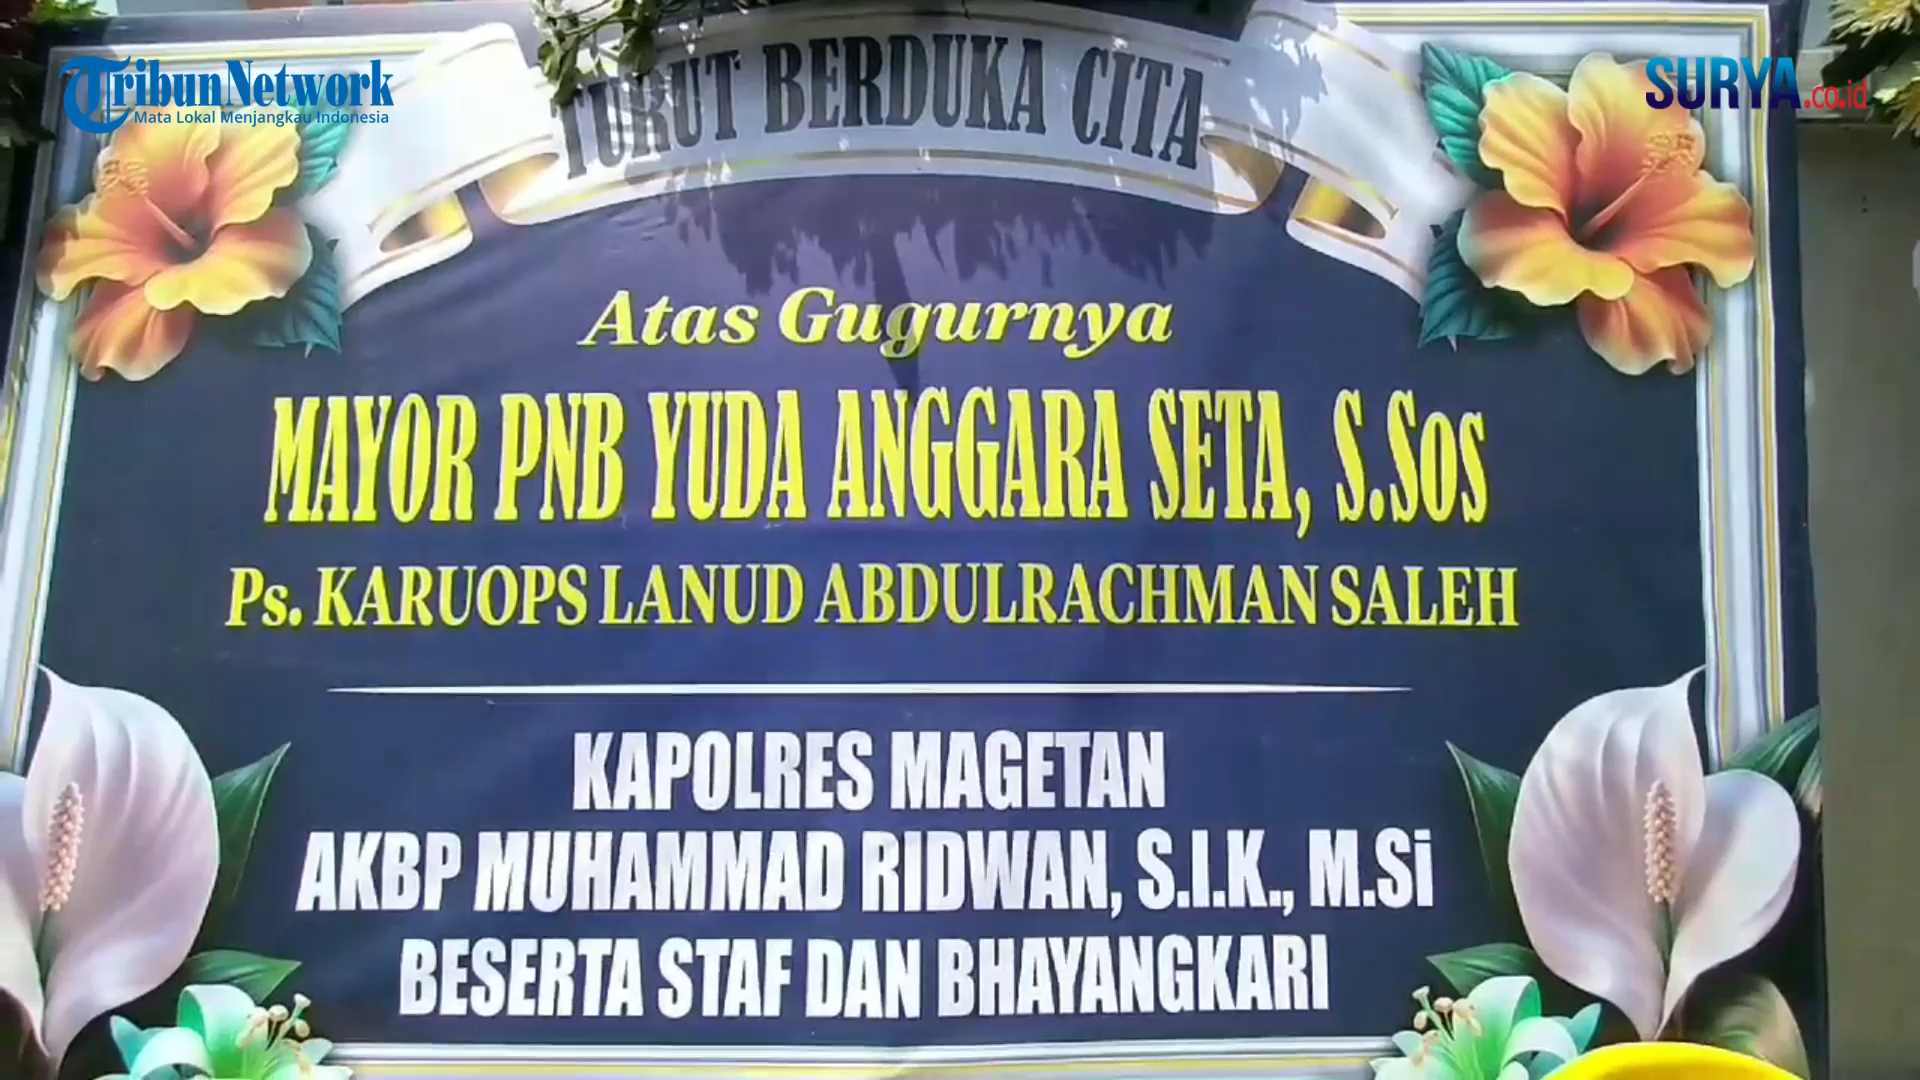 TribunNetwork
Mata Lokal Menjangkau Indonesia
SURYA.co.id
TURUT BERDUKA CITA
Atas Gugurnya
MAYOR PNB YUDA ANGGARA SETA, S.Sos
Ps. KARUOPS LANUD ABDULRACHMAN SALEH
KAPOLRES MAGETAN
AKBP MUHAMMAD RIDWAN, S.I.K., M.Si
BESERTA STAF DAN BHAYANGKARI